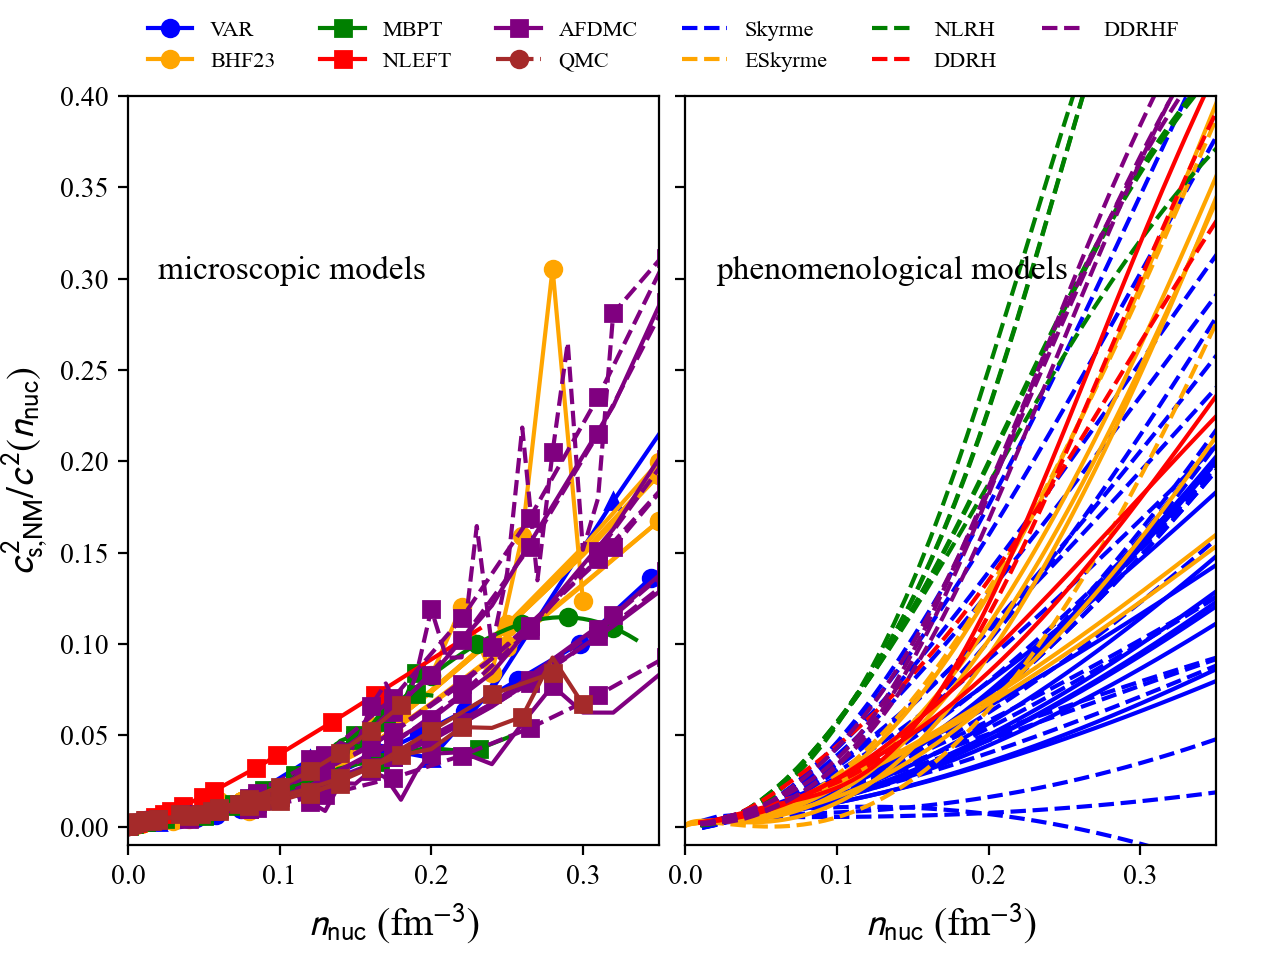 VAR MBPT AFDMC Skyrme NLRH DDRHF
BHF23 NLEFT QMC ESkyrme DDRH
0.40
0.35
0.30
0.25
0.20
0.15
0.10
0.05
0.00
c²s,NM/c²(nnuc)
microscopic models
phenomenological models
0.0 0.1 0.2 0.3
0.0 0.1 0.2 0.3
nnuc (fm⁻³)
nnuc (fm⁻³)